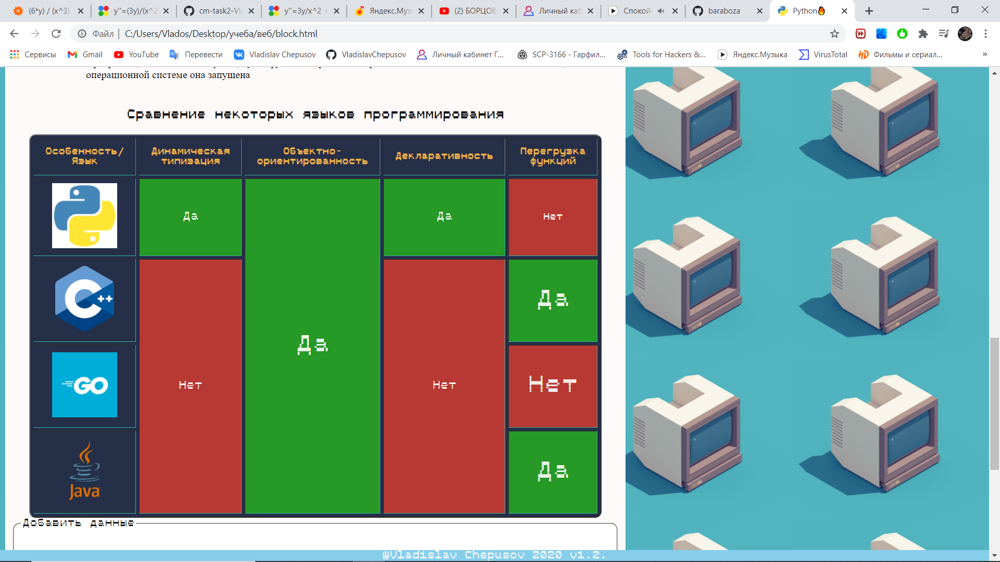 (6*y) / (x^3)
y''=(3y)/(x^2
cm-task2-Vla
y''=3y/x^2 +
Яндекс.Музы
(2) БОРЦОВ
Личный каб
Спокой
baraboza
Python🔥
Файл | C:/Users/Vlados/Desktop/учеба/веб/block.html
Сервисы
Gmail
YouTube
Перевести
Vladislav Chepusov
VladislavChepusov
Личный кабинет Г...
SCP-3166 - Гарфил...
Tools for Hackers &...
Яндекс.Музыка
VirusTotal
Фильмы и сериал...
»
операционной системе она запущена
Сравнение некоторых языков программирования
Особенность/
Язык
Динамическая
типизация
Объектно-
ориентированность
Декларативность
Перегрузка
функций
Да
Да
Нет
C++
Да
Да
GO
Нет
Нет
Нет
Java
Да
Добавить данные
@Vladislav Chepusov 2020 v1.2.